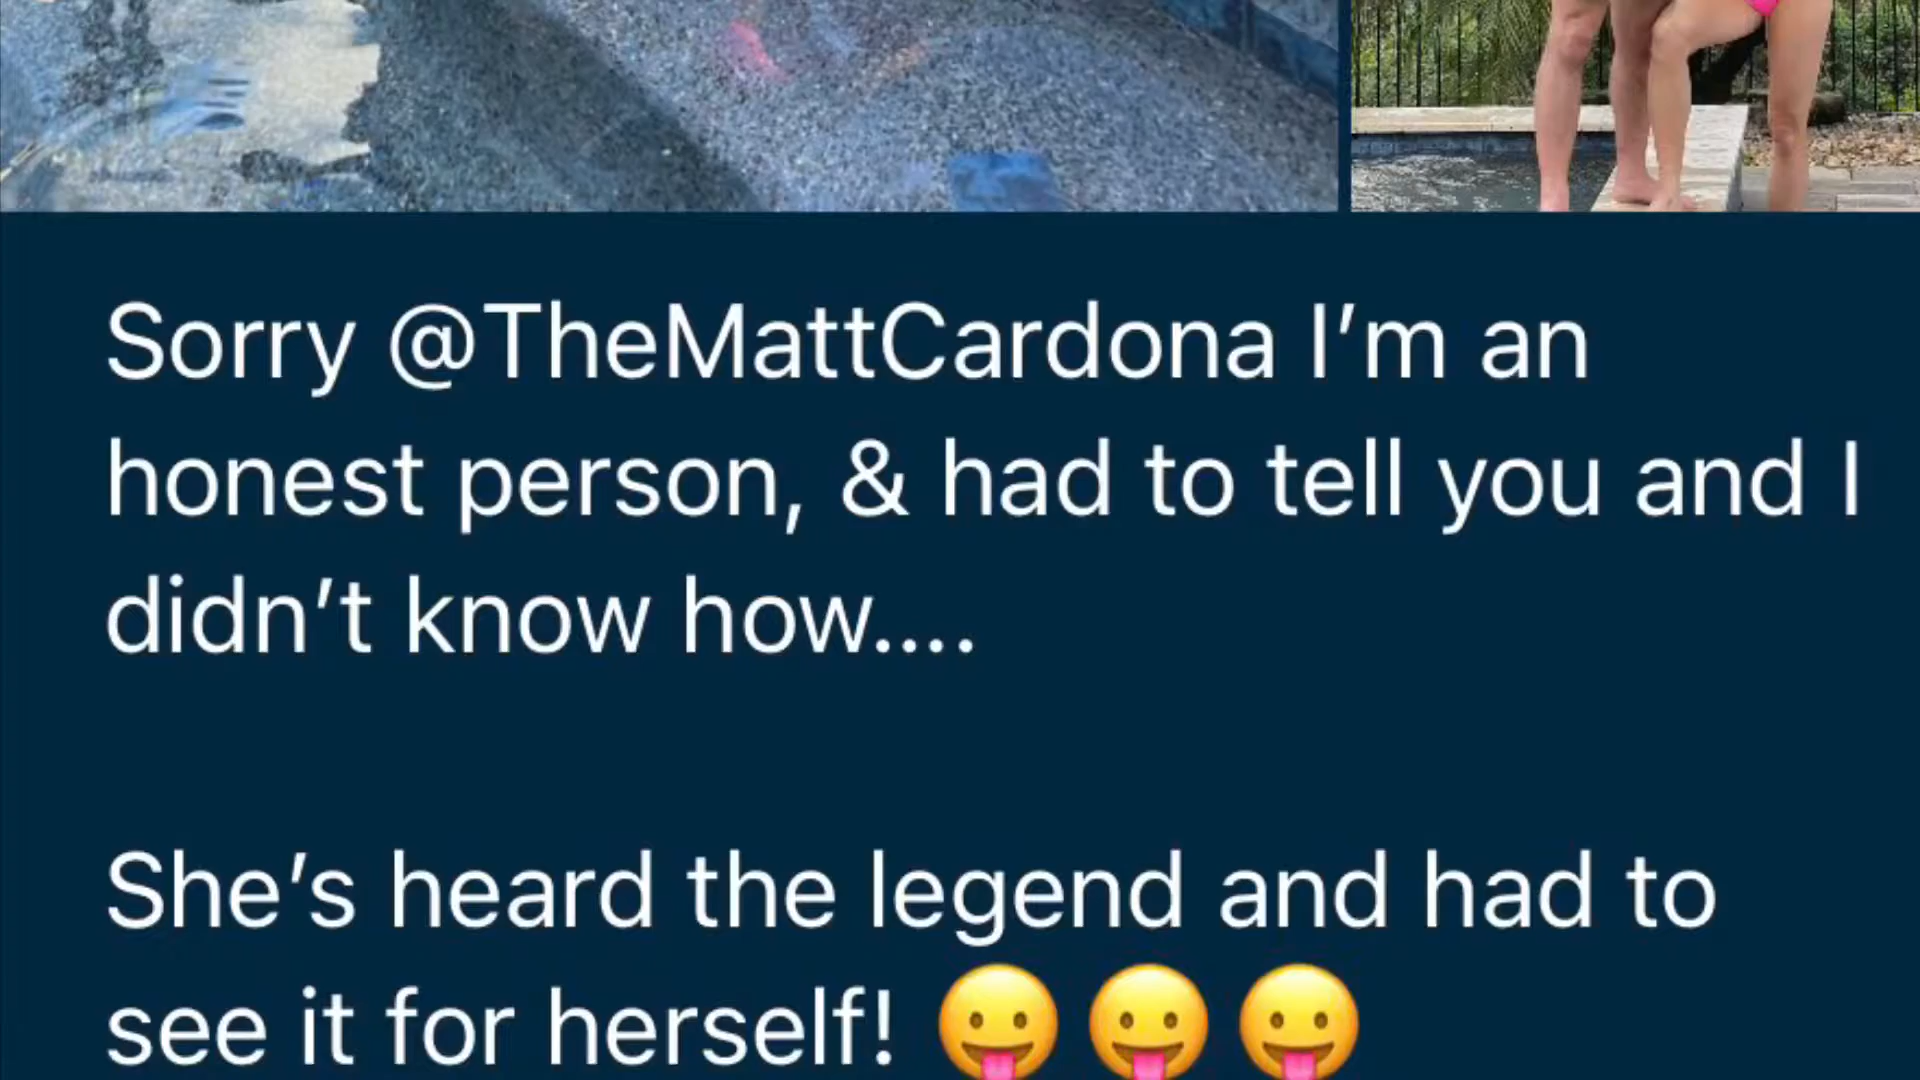 Sorry @TheMattCardona I’m an
honest person, & had to tell you and I
didn’t know how....
She’s heard the legend and had to
see it for herself! 😛😛😛